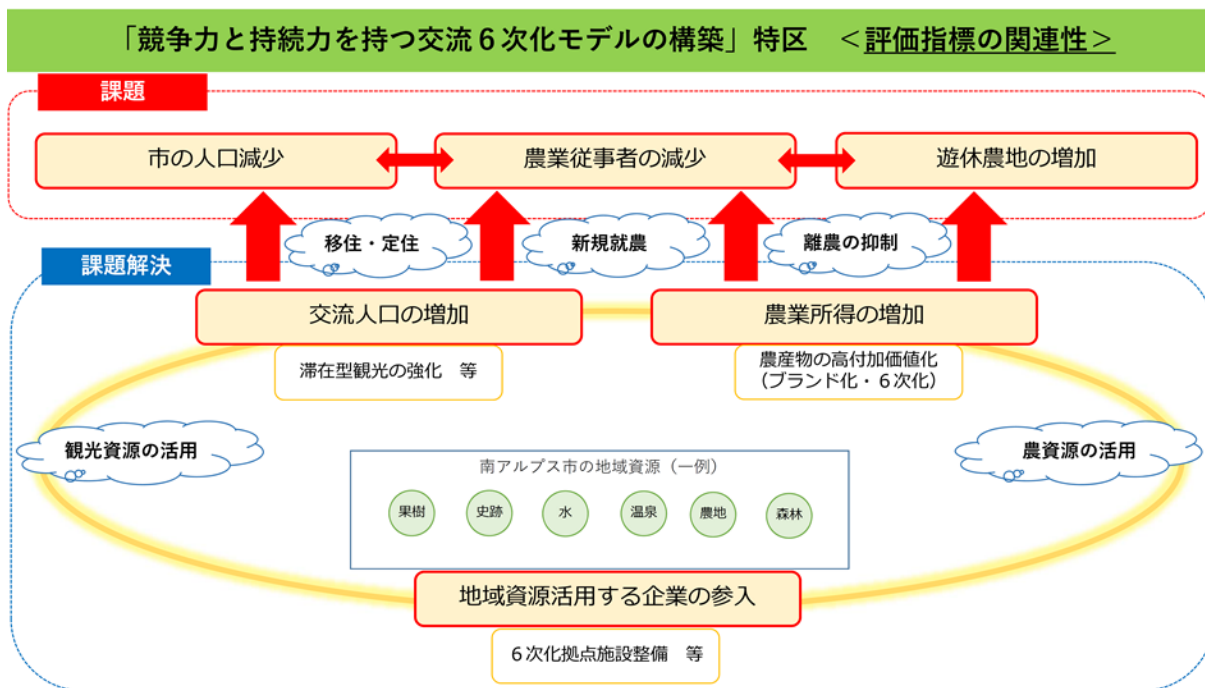 「競争力と持続力を持つ交流６次化モデルの構築」特区　＜評価指標の関連性＞
課題
市の人口減少
農業従事者の減少
遊休農地の増加
移住・定住
新規就農
離農の抑制
課題解決
交流人口の増加
農業所得の増加
滞在型観光の強化　等
農産物の高付加価値化
（ブランド化・６次化）
観光資源の活用
農資源の活用
南アルプス市の地域資源（一例）
果樹
史跡
水
温泉
農地
森林
地域資源活用する企業の参入
６次化拠点施設整備　等